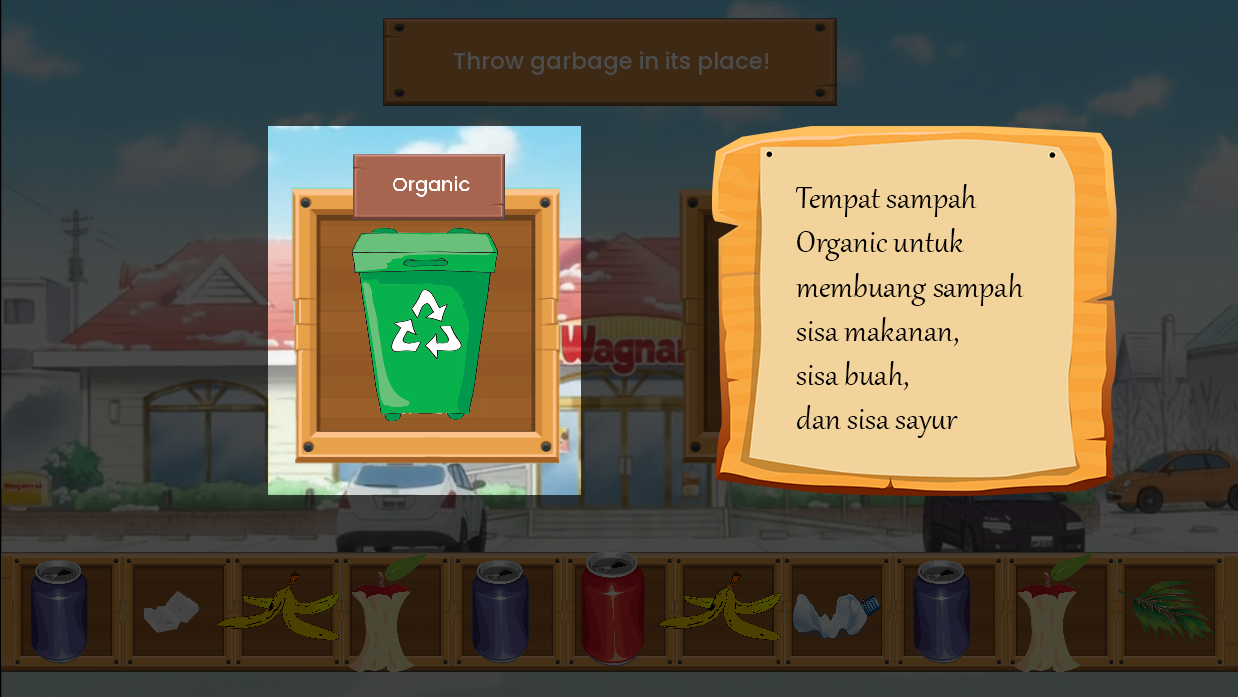 Throw garbage in its place!
Organic
Tempat sampah
Organic untuk
membuang sampah
sisa makanan,
sisa buah,
dan sisa sayur
Wagnar